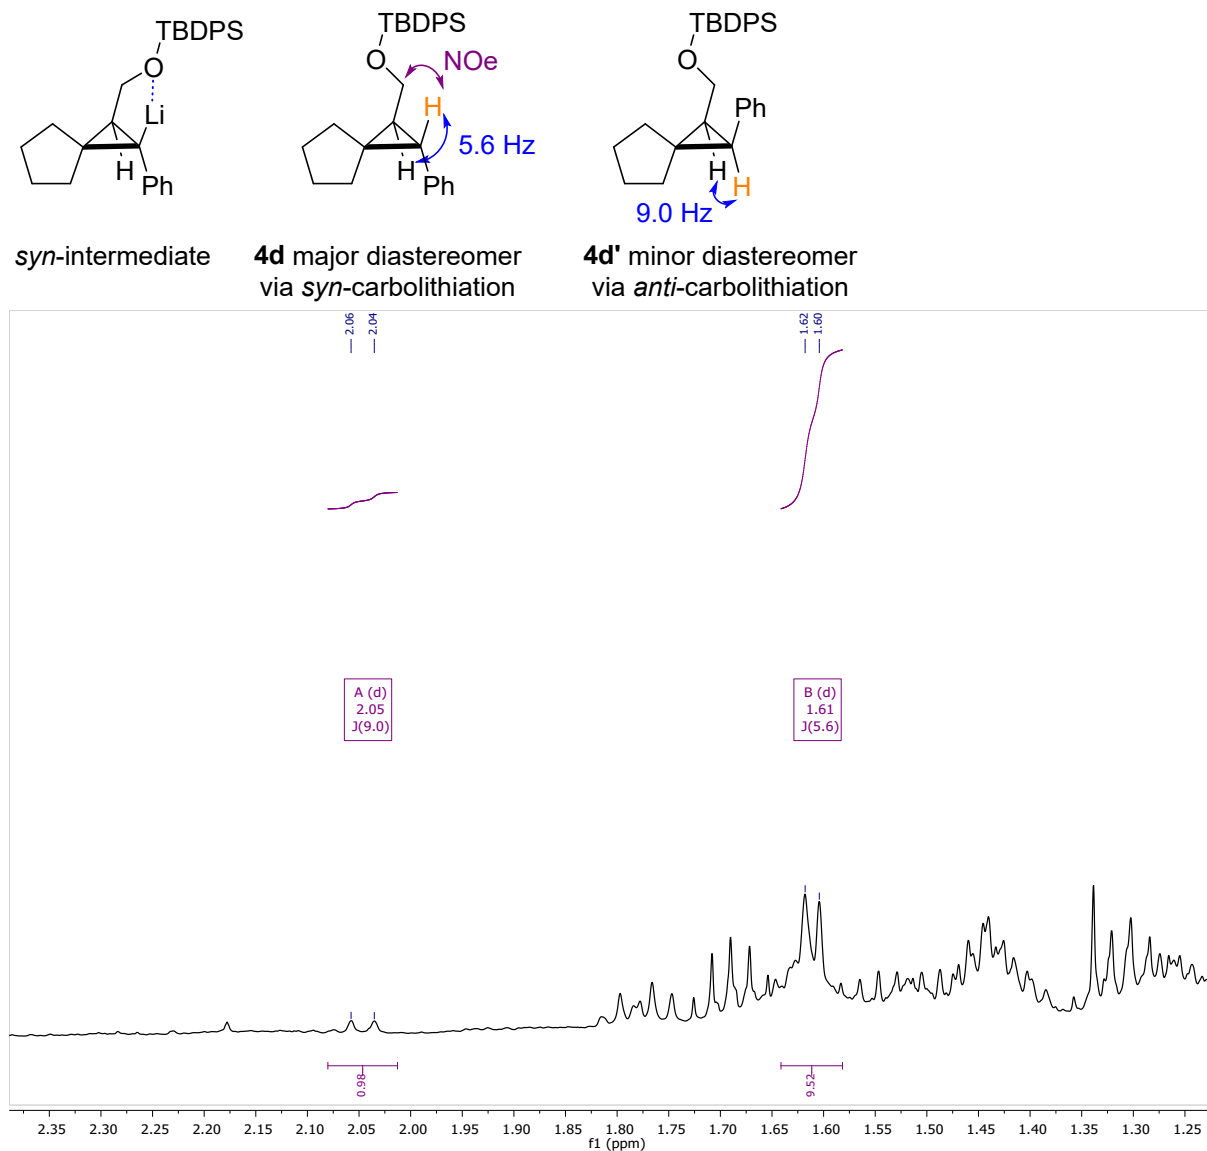 TBDPS
O
Li
H
Ph
syn-intermediate
TBDPS
O
NOe
H
5.6 Hz
H
Ph
4d major diastereomer
via syn-carbolithiation
TBDPS
O
Ph
H
H
9.0 Hz
4d' minor diastereomer
via anti-carbolithiation
2.06
2.04
1.62
1.60
A (d)
2.05
J(9.0)
B (d)
1.61
J(5.6)
0.98
9.52
2.35 2.30 2.25 2.20 2.15 2.10 2.05 2.00 1.95 1.90 1.85 1.80 1.75 1.70 1.65 1.60 1.55 1.50 1.45 1.40 1.35 1.30 1.25
f1 (ppm)